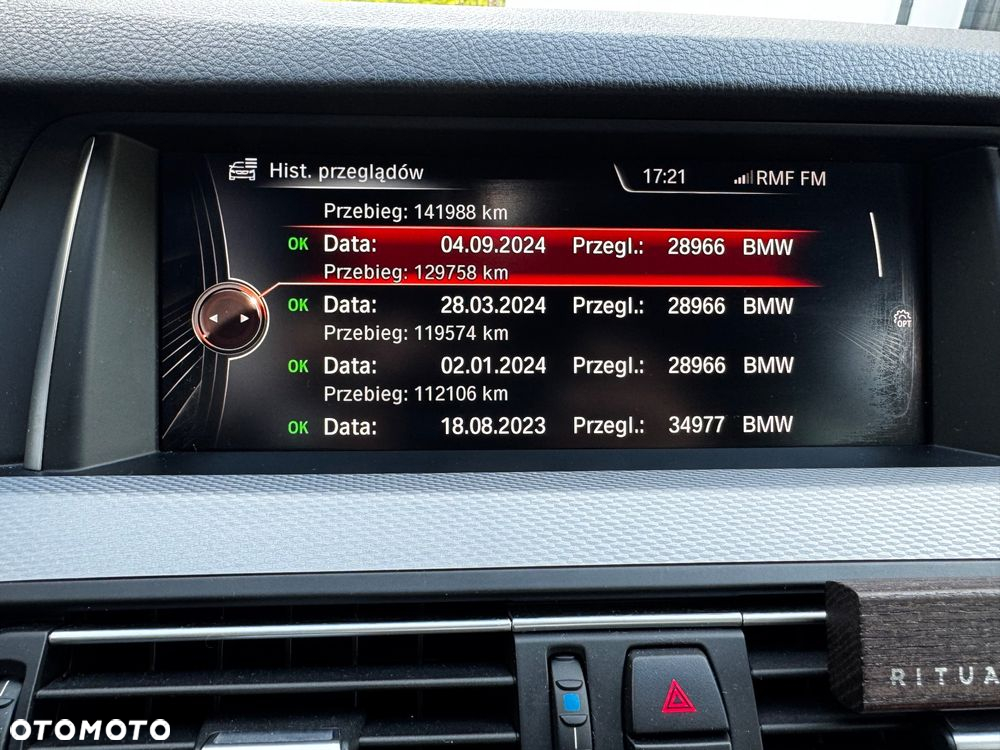 Hist. przeglądów
17:21 RMF FM
Przebieg: 141988 km
OK Data: 04.09.2024 Przegl.: 28966 BMW
Przebieg: 129758 km
OK Data: 28.03.2024 Przegl.: 28966 BMW
Przebieg: 119574 km
OK Data: 02.01.2024 Przegl.: 28966 BMW
Przebieg: 112106 km
OK Data: 18.08.2023 Przegl.: 34977 BMW
OPT
RITUA
OTOMOTO